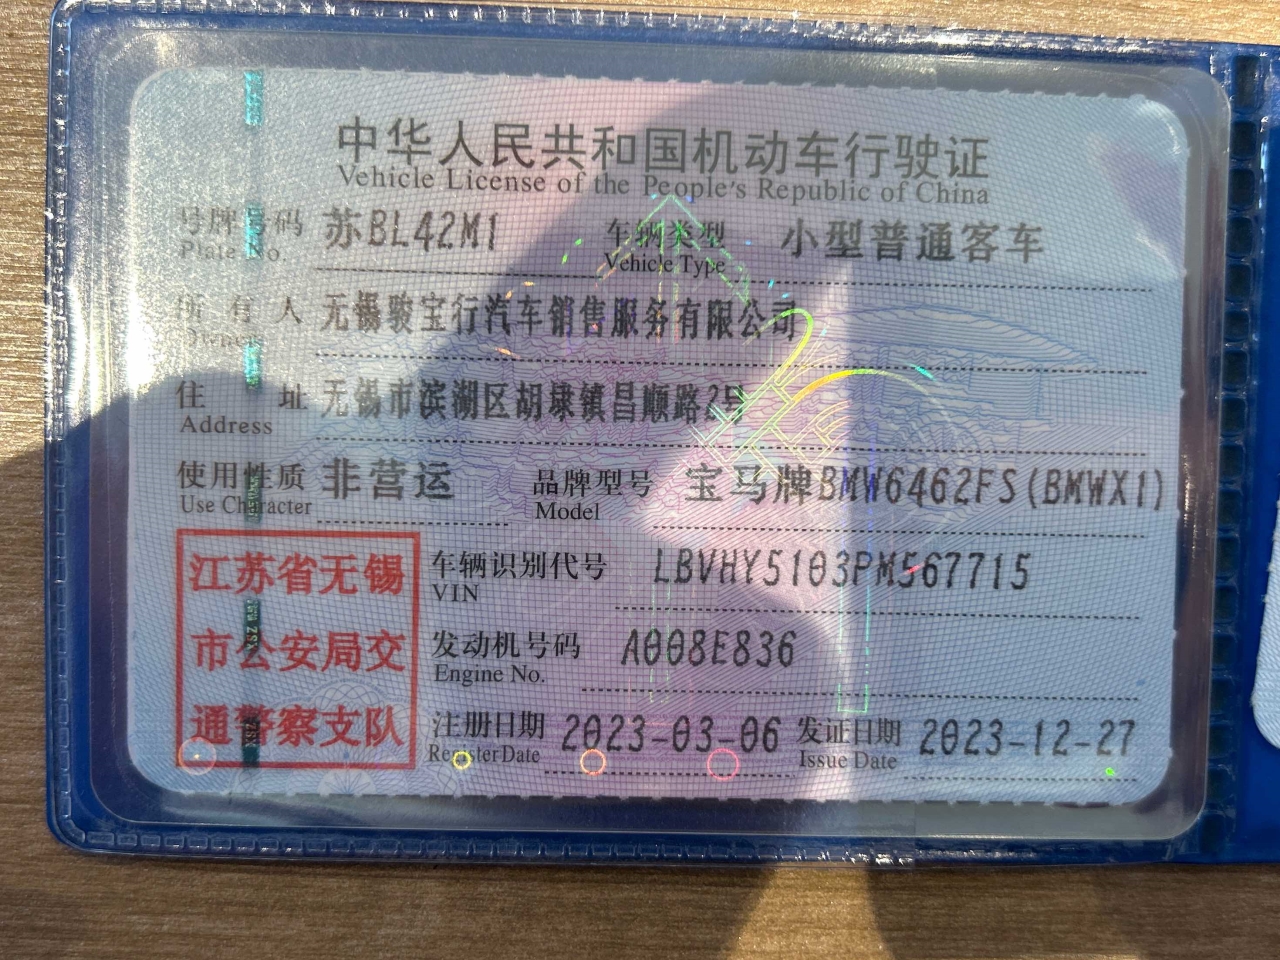 中华人民共和国机动车行驶证
Vehicle License of the People's Republic of China
号牌号码 苏BL42M1 车辆类型 小型普通客车
Plate No. Vehicle Type
所有人 无锡骏宝行汽车销售服务有限公司
Owner
住址 无锡市滨湖区胡埭镇昌顺路2号
Address
使用性质 非营运 品牌型号 宝马牌BMW6462FS(BMWX1)
Use Character Model
江苏省无锡
市公安局交
通警察支队
车辆识别代号 LBVHY5103PM567715
VIN
发动机号码 A008E836
Engine No.
注册日期 2023-03-06 发证日期 2023-12-27
Register Date Issue Date